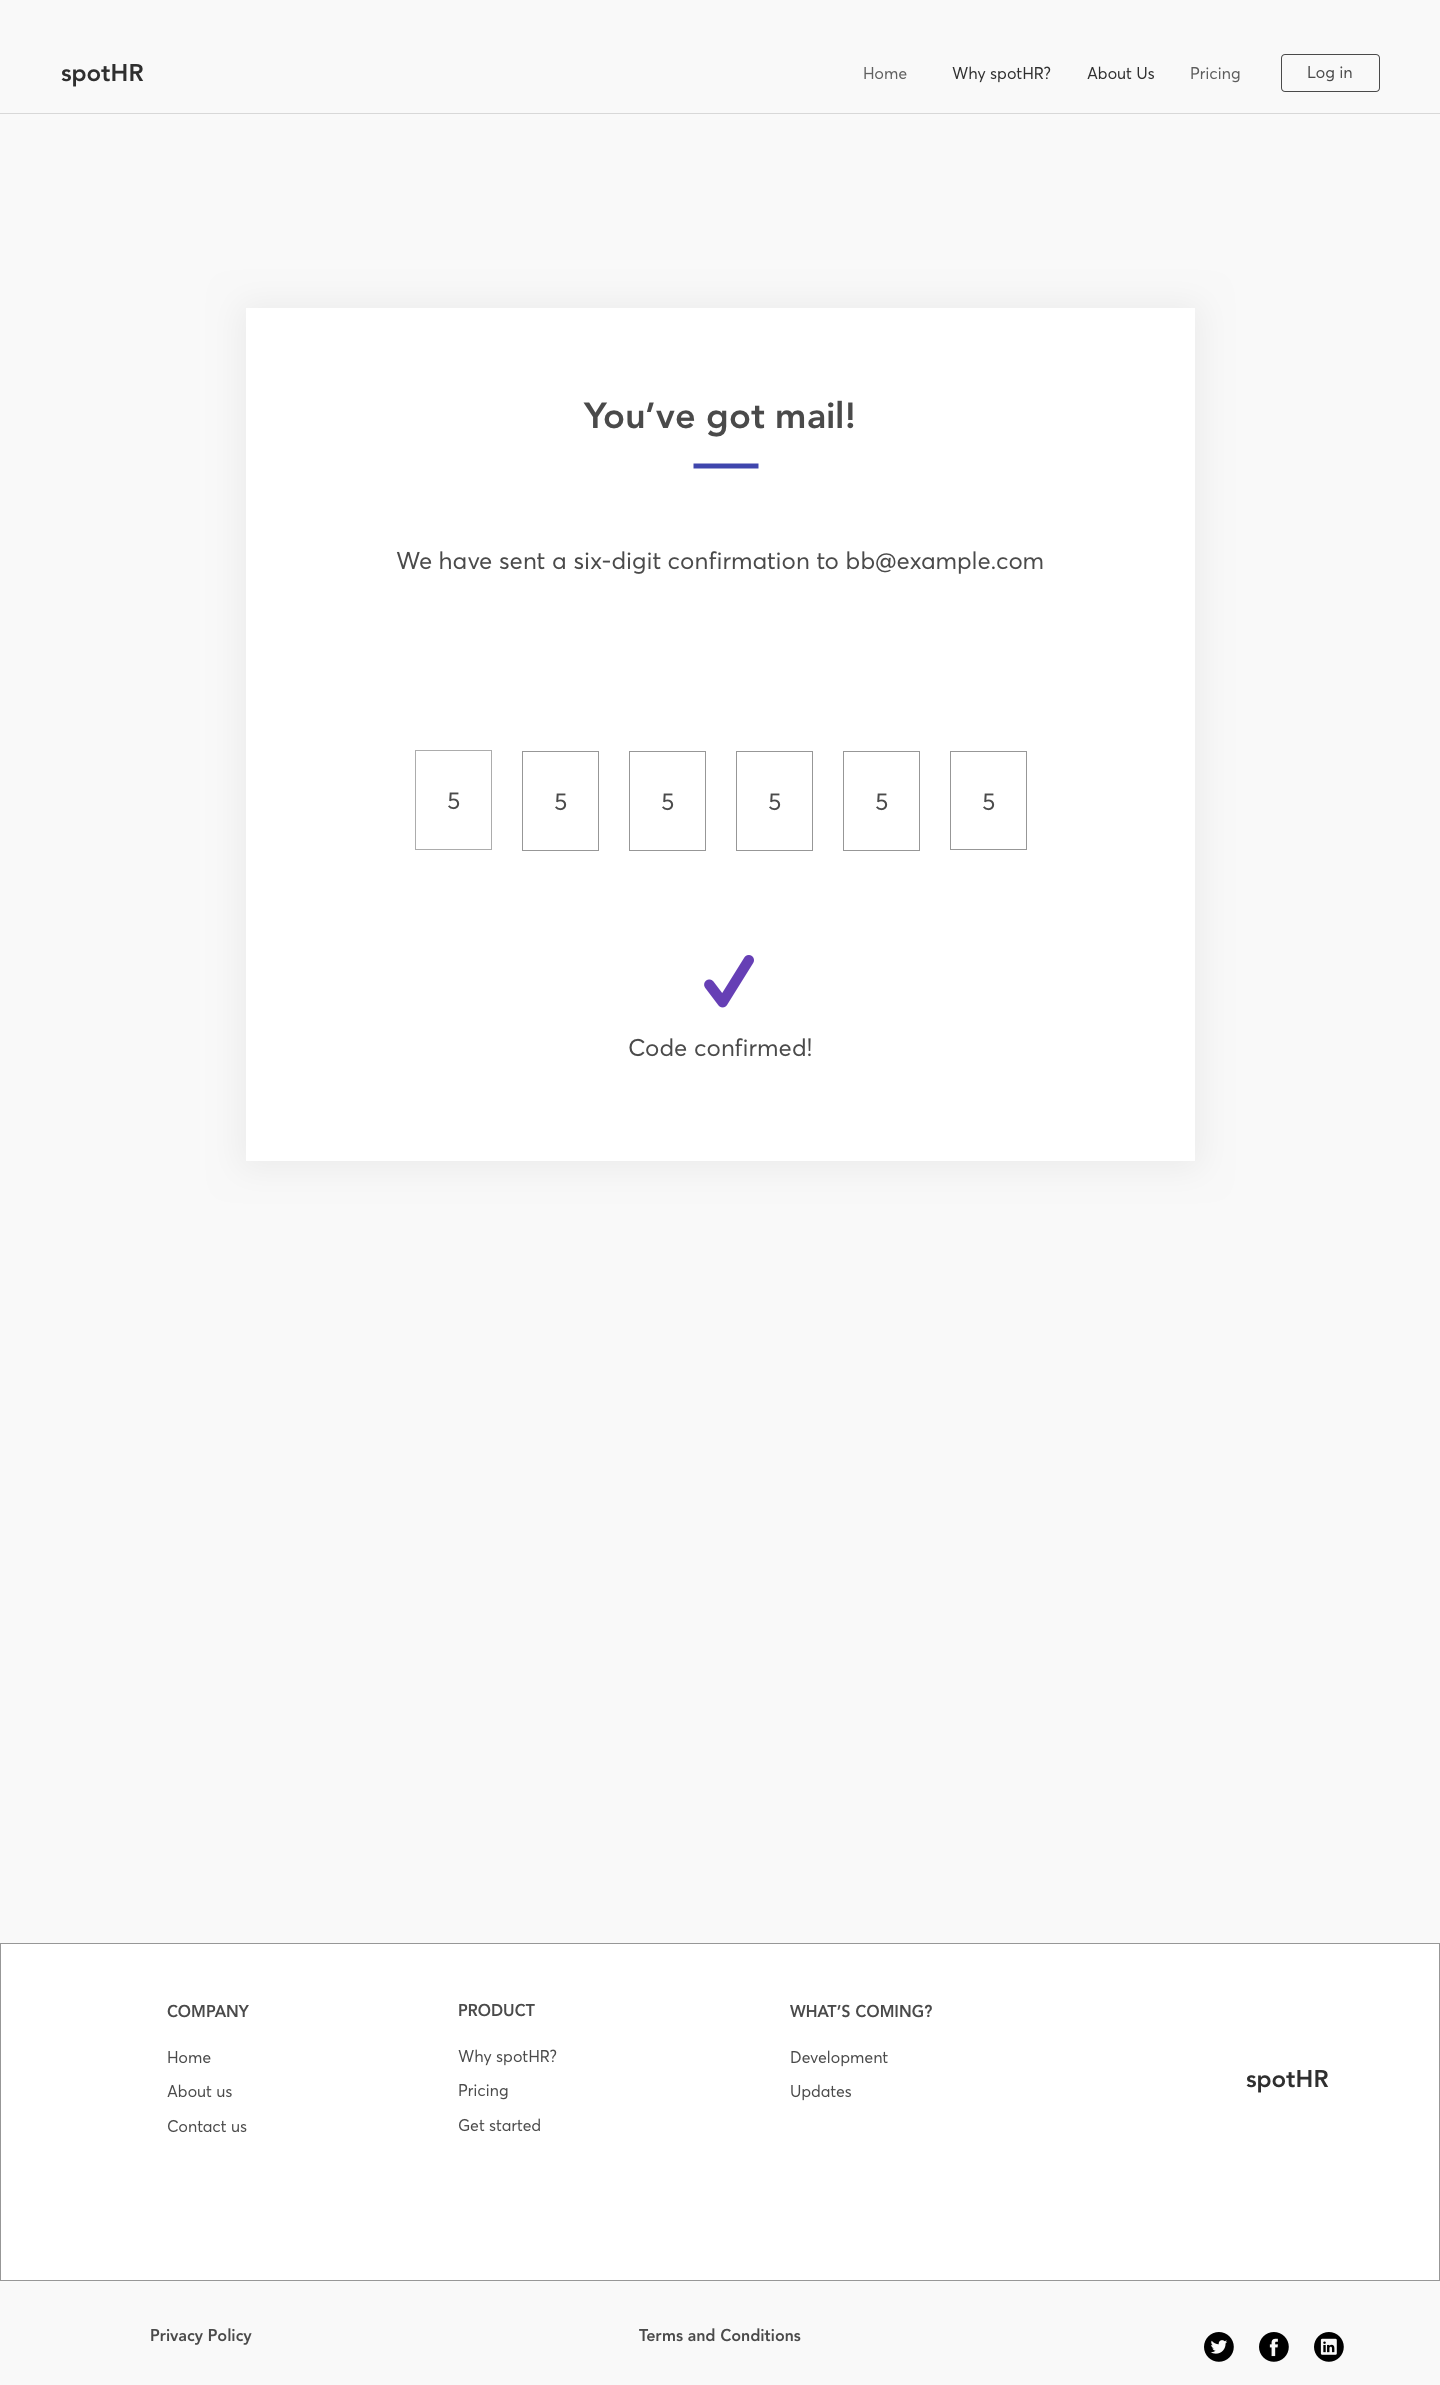 spotHR
Home Why spotHR? About Us Pricing Log in
You've got mail!
We have sent a six-digit confirmation to bb@example.com
5 5 5 5 5 5
Code confirmed!
COMPANY
Home
About us
Contact us
PRODUCT
Why spotHR?
Pricing
Get started
WHAT'S COMING?
Development
Updates
spotHR
Privacy Policy
Terms and Conditions